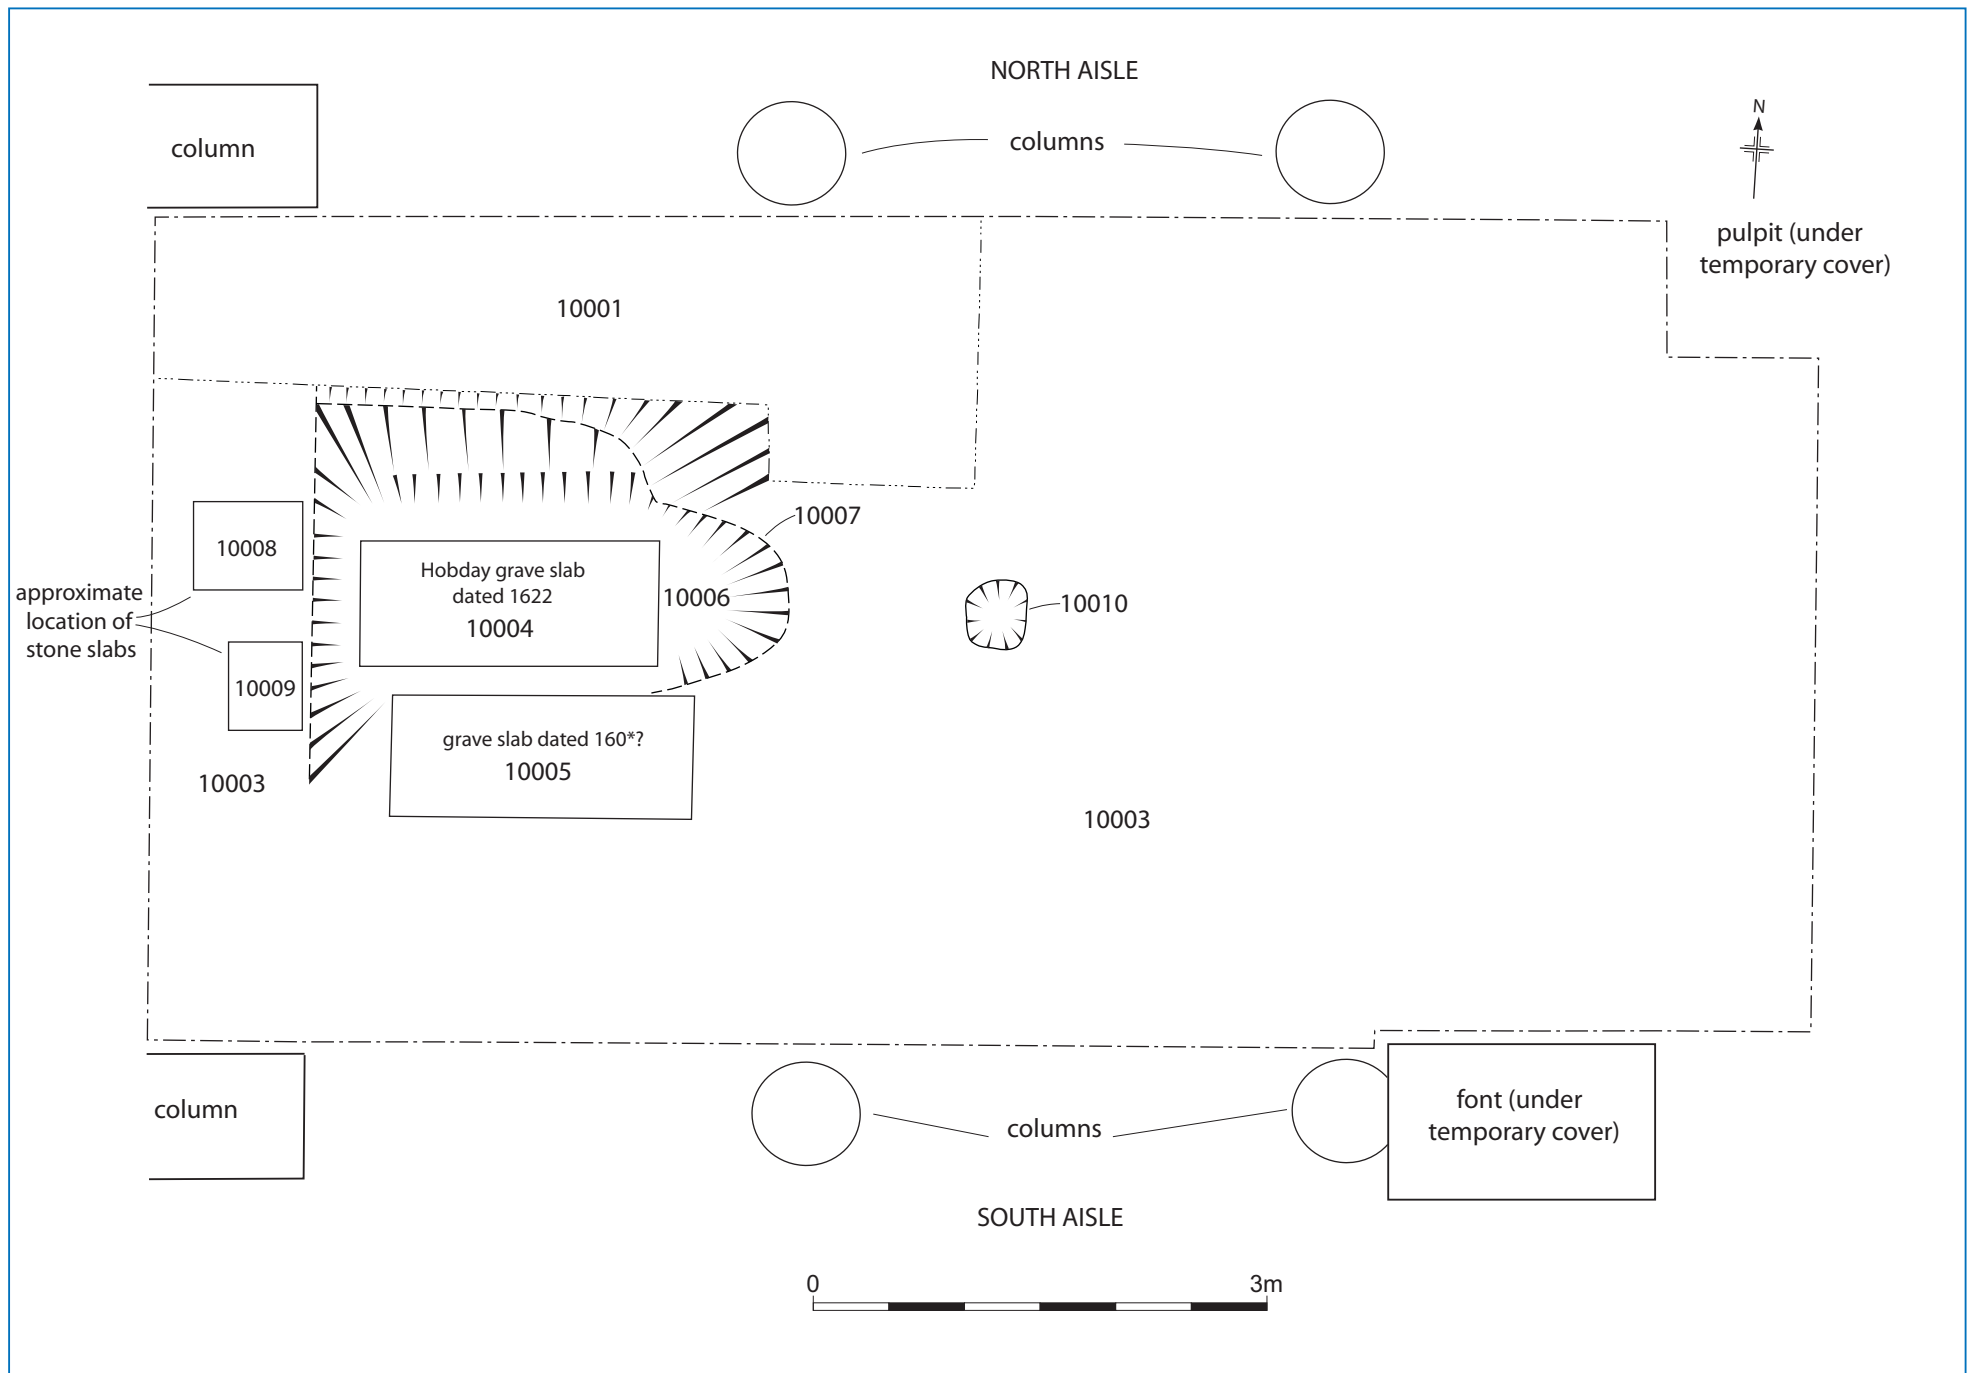 NORTH AISLE
column
columns
N
pulpit (under
temporary cover)
10001
10007
10008
Hobday grave slab
dated 1622
10004
10006
10010
approximate
location of
stone slabs
10009
grave slab dated 160*?
10005
10003
10003
column
columns
font (under
temporary cover)
SOUTH AISLE
0 3m